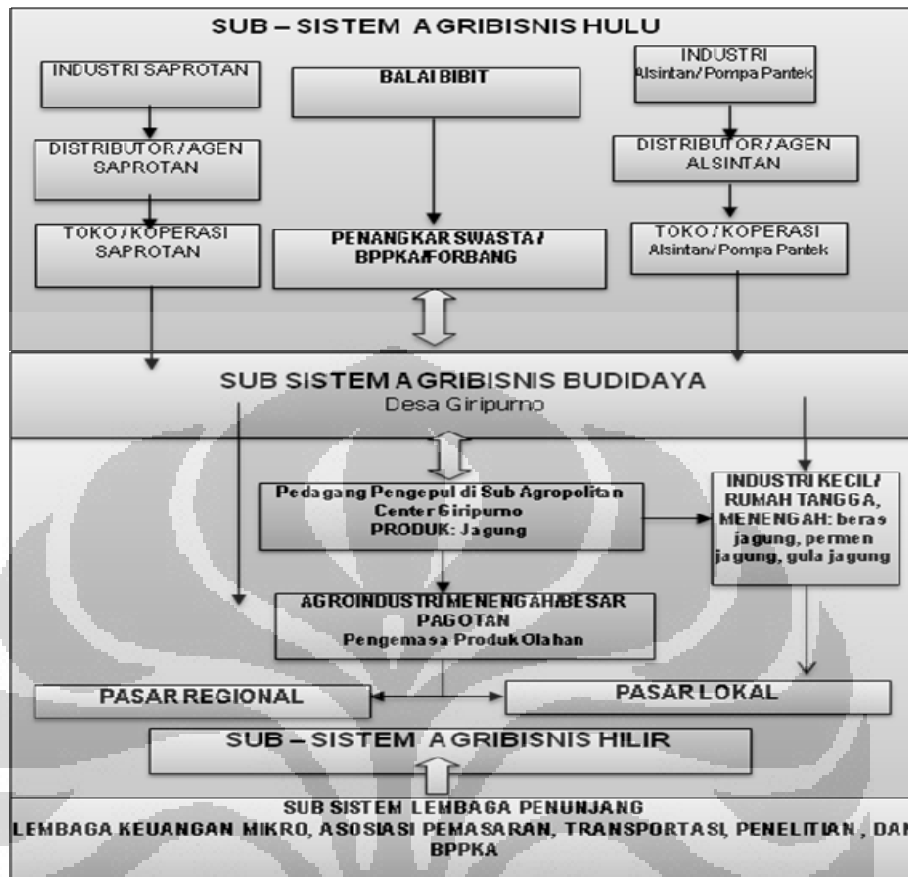 SUB – SISTEM AGRIBISNIS HULU
INDUSTRI SAPROTAN
BALAI BIBIT
INDUSTRI
Alsintan/ Pompa Pantek
DISTRIBUTOR / AGEN
SAPROTAN
DISTRIBUTOR / AGEN
ALSINTAN
TOKO / KOPERASI
SAPROTAN
PENANGKAR SWASTA/
BPPKA/FORBANG
TOKO / KOPERASI
Alsintan/ Pompa Pantek
SUB SISTEM AGRIBISNIS BUDIDAYA
Desa Giripurno
Pedagang Pengepul di Sub Agropolitan
Center Giripurno
PRODUK: Jagung
INDUSTRI KECIL/
RUMAH TANGGA,
MENENGAH: beras
jagung, permen
jagung, gula jagung
AGROINDUSTRI MENENGAH/BESAR
PAGOTAN
Pengemasa Produk Olahan
PASAR REGIONAL
PASAR LOKAL
SUB – SISTEM AGRIBISNIS HILIR
SUB SISTEM LEMBAGA PENUNJANG
LEMBAGA KEUANGAN MIKRO, ASOSIASI PEMASARAN, TRANSPORTASI, PENELITIAN , DAN
BPPKA